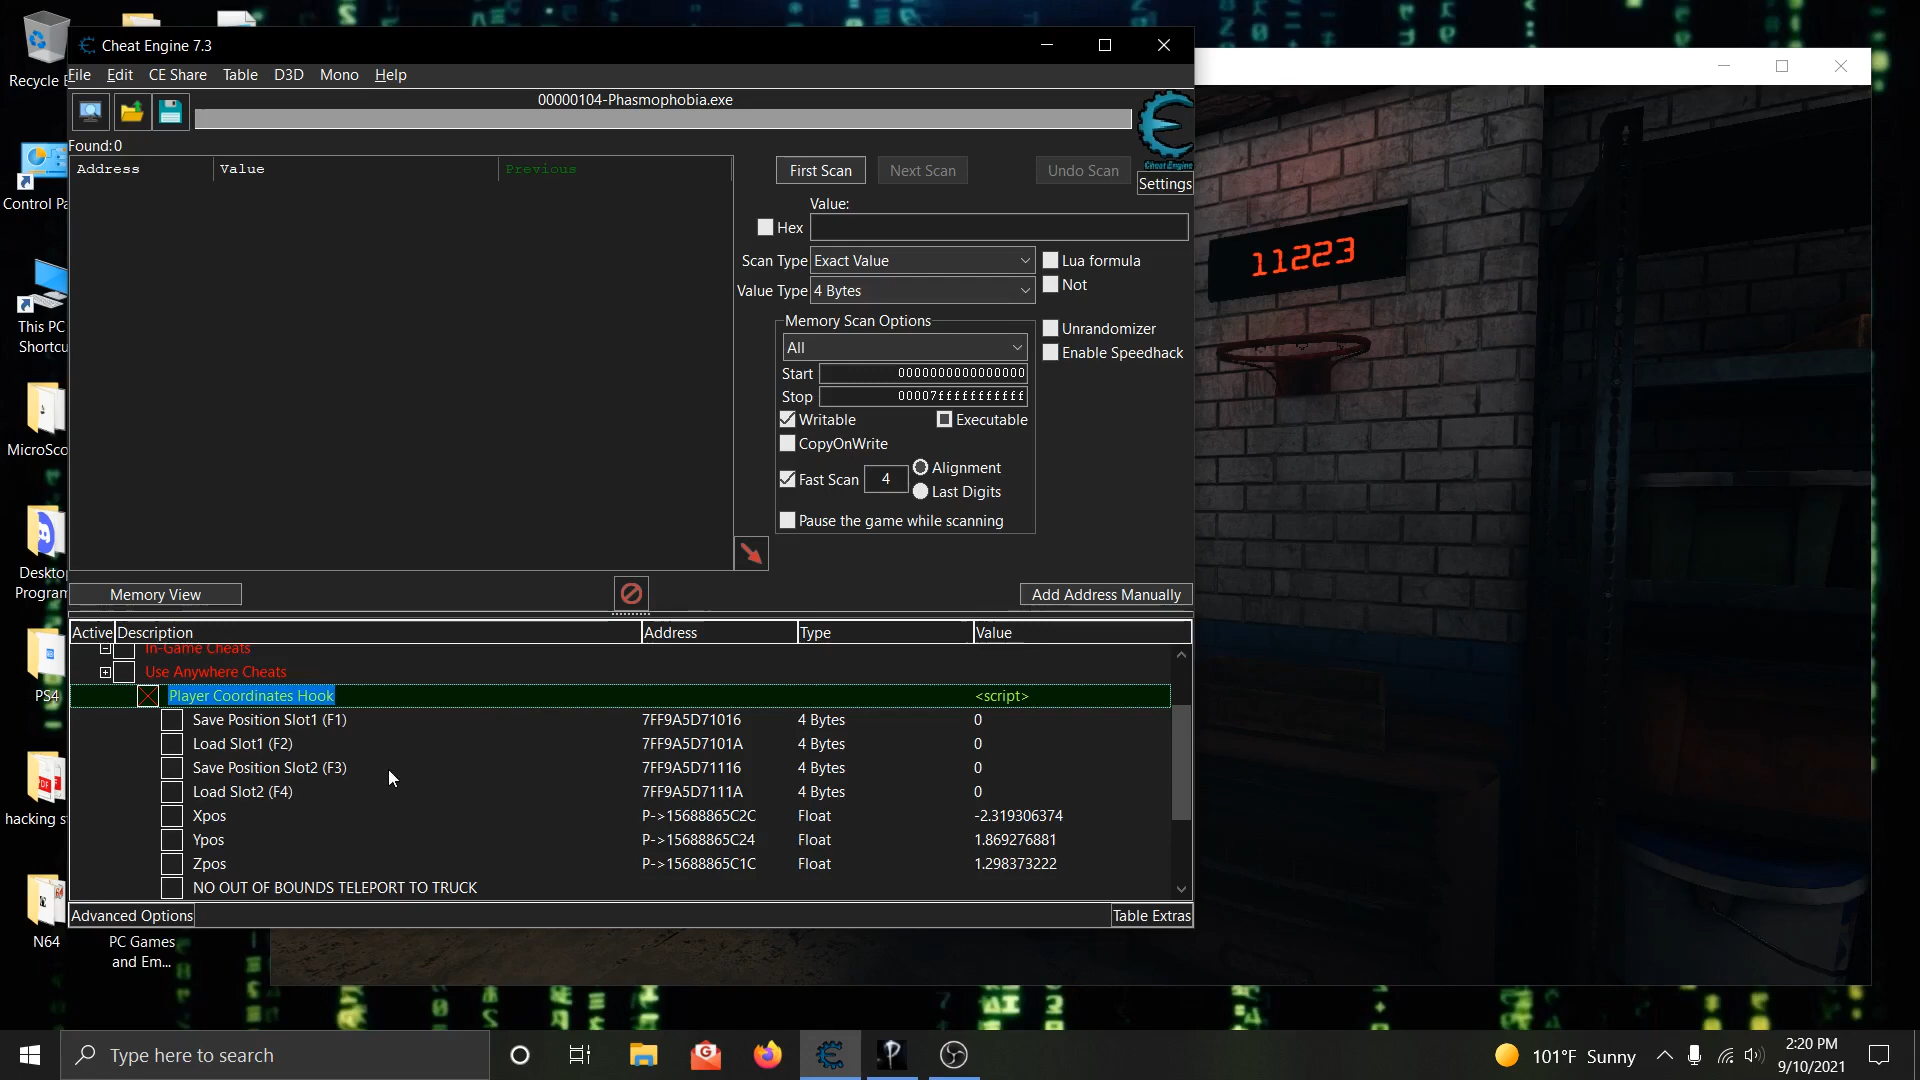 Recycle B
Control Pa
This PC
Shortcu
MicroSco
Deskto
Program
PS4
hacking s
N64
PC Games
and Em...
Cheat Engine 7.3
File Edit CE Share Table D3D Mono Help
00000104-Phasmophobia.exe
Found:0
Address Value Previous
First Scan Next Scan Undo Scan
Cheat Engine
Settings
Value:
Hex
Scan Type Exact Value
Lua formula
Value Type 4 Bytes
Not
Memory Scan Options
All
Unrandomizer
Enable Speedhack
Start 0000000000000000
Stop 00007fffffffffff
Writable Executable
CopyOnWrite
Fast Scan 4
Alignment
Last Digits
Pause the game while scanning
Memory View
Add Address Manually
Active Description Address Type Value
In-Game Cheats
Use Anywhere Cheats
Player Coordinates Hook <script>
Save Position Slot1 (F1) 7FF9A5D71016 4 Bytes 0
Load Slot1 (F2) 7FF9A5D7101A 4 Bytes 0
Save Position Slot2 (F3) 7FF9A5D71116 4 Bytes 0
Load Slot2 (F4) 7FF9A5D7111A 4 Bytes 0
Xpos P->15688865C2C Float -2.319306374
Ypos P->15688865C24 Float 1.869276881
Zpos P->15688865C1C Float 1.298373222
NO OUT OF BOUNDS TELEPORT TO TRUCK
Advanced Options Table Extras
11223
Type here to search
101°F Sunny
2:20 PM
9/10/2021